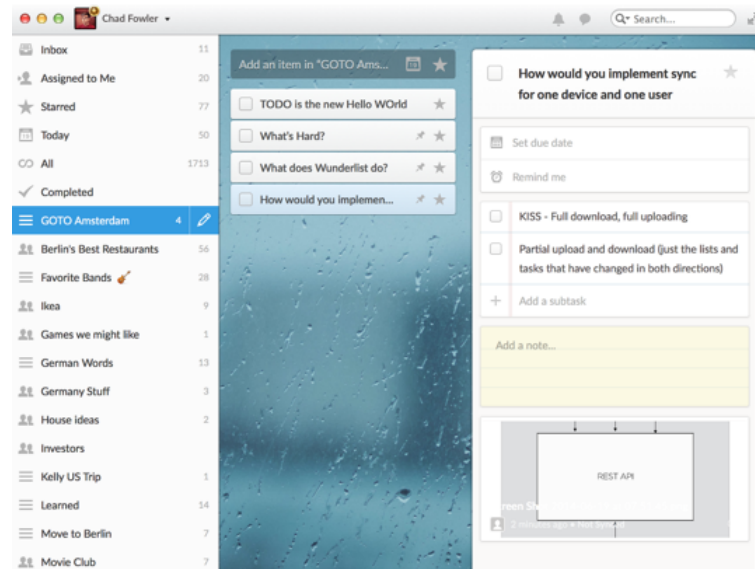 Chad Fowler
Search...
Inbox 11
Assigned to Me 20
Starred 77
Today 50
All 1713
Completed
GOTO Amsterdam 4
Berlin's Best Restaurants 56
Favorite Bands 28
Ikea 9
Games we might like 1
German Words 13
Germany Stuff 3
House ideas 2
Investors
Kelly US Trip 1
Learned 14
Move to Berlin 7
Movie Club 7
Add an item in "GOTO Ams...
TODO is the new Hello WOrld
What's Hard?
What does Wunderlist do?
How would you implemen...
How would you implement sync
for one device and one user
Set due date
Remind me
KISS - Full download, full uploading
Partial upload and download (just the lists and
tasks that have changed in both directions)
Add a subtask
Add a note...
REST API
2 minutes ago • Not Synced